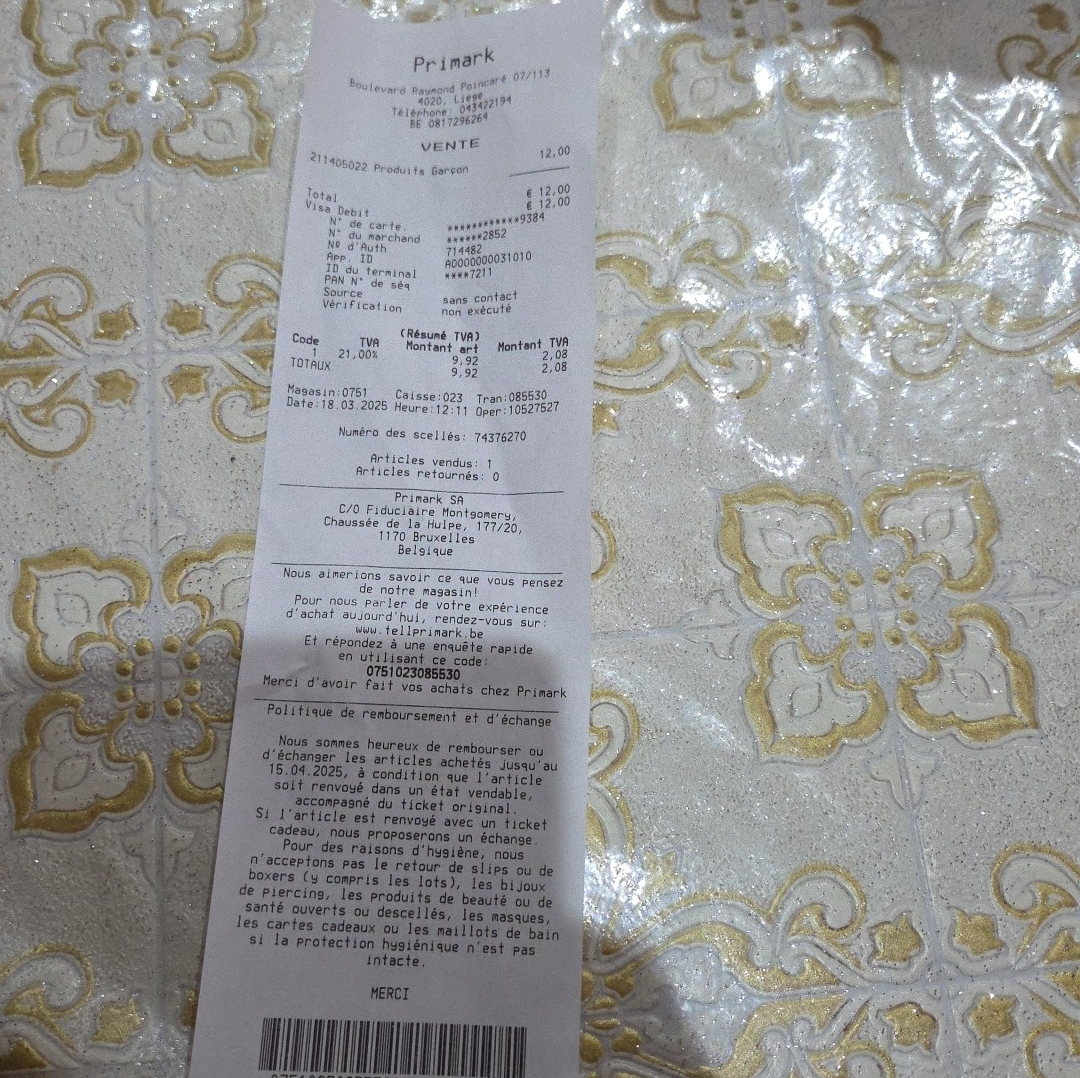 Primark
Boulevard Raymond Poincaré 07/113
4020, Liège
Téléphone: 043422194
BE 0817296264
VENTE
211405022 Produits Garçon 12,00
Total € 12,00
Visa Debit € 12,00
N° de carte. ************9384
N° du marchand ******2852
Nº d'Auth 714482
App. ID A0000000031010
ID du terminal ****7211
PAN N° de séq
Source sans contact
Vérification non exécuté
(Résumé TVA)
Code TVA Montant art Montant TVA
1 21,00% 9,92 2,08
TOTAUX 9,92 2,08
Magasin:0751 Caisse:023 Tran:085530
Date:18.03.2025 Heure:12:11 Oper:10527527
Numéro des scellés: 74376270
Articles vendus: 1
Articles retournés: 0
Primark SA
C/O Fiduciaire Montgomery,
Chaussée de la Hulpe, 177/20,
1170 Bruxelles
Belgique
Nous aimerions savoir ce que vous pensez
de notre magasin!
Pour nous parler de votre expérience
d'achat aujourd'hui, rendez-vous sur:
www.tellprimark.be
Et répondez à une enquête rapide
en utilisant ce code:
0751023085530
Merci d'avoir fait vos achats chez Primark
Politique de remboursement et d'échange
Nous sommes heureux de rembourser ou
d'échanger les articles achetés jusqu'au
15.04.2025, à condition que l'article
soit renvoyé dans un état vendable,
accompagné du ticket original.
Si l'article est renvoyé avec un ticket
cadeau, nous proposerons un échange.
Pour des raisons d'hygiène, nous
n'acceptons pas le retour de slips ou de
boxers (y compris les lots), les bijoux
de piercing, les produits de beauté ou de
santé ouverts ou descellés, les masques,
les cartes cadeaux ou les maillots de bain
si la protection hygiénique n'est pas
intacte.
MERCI